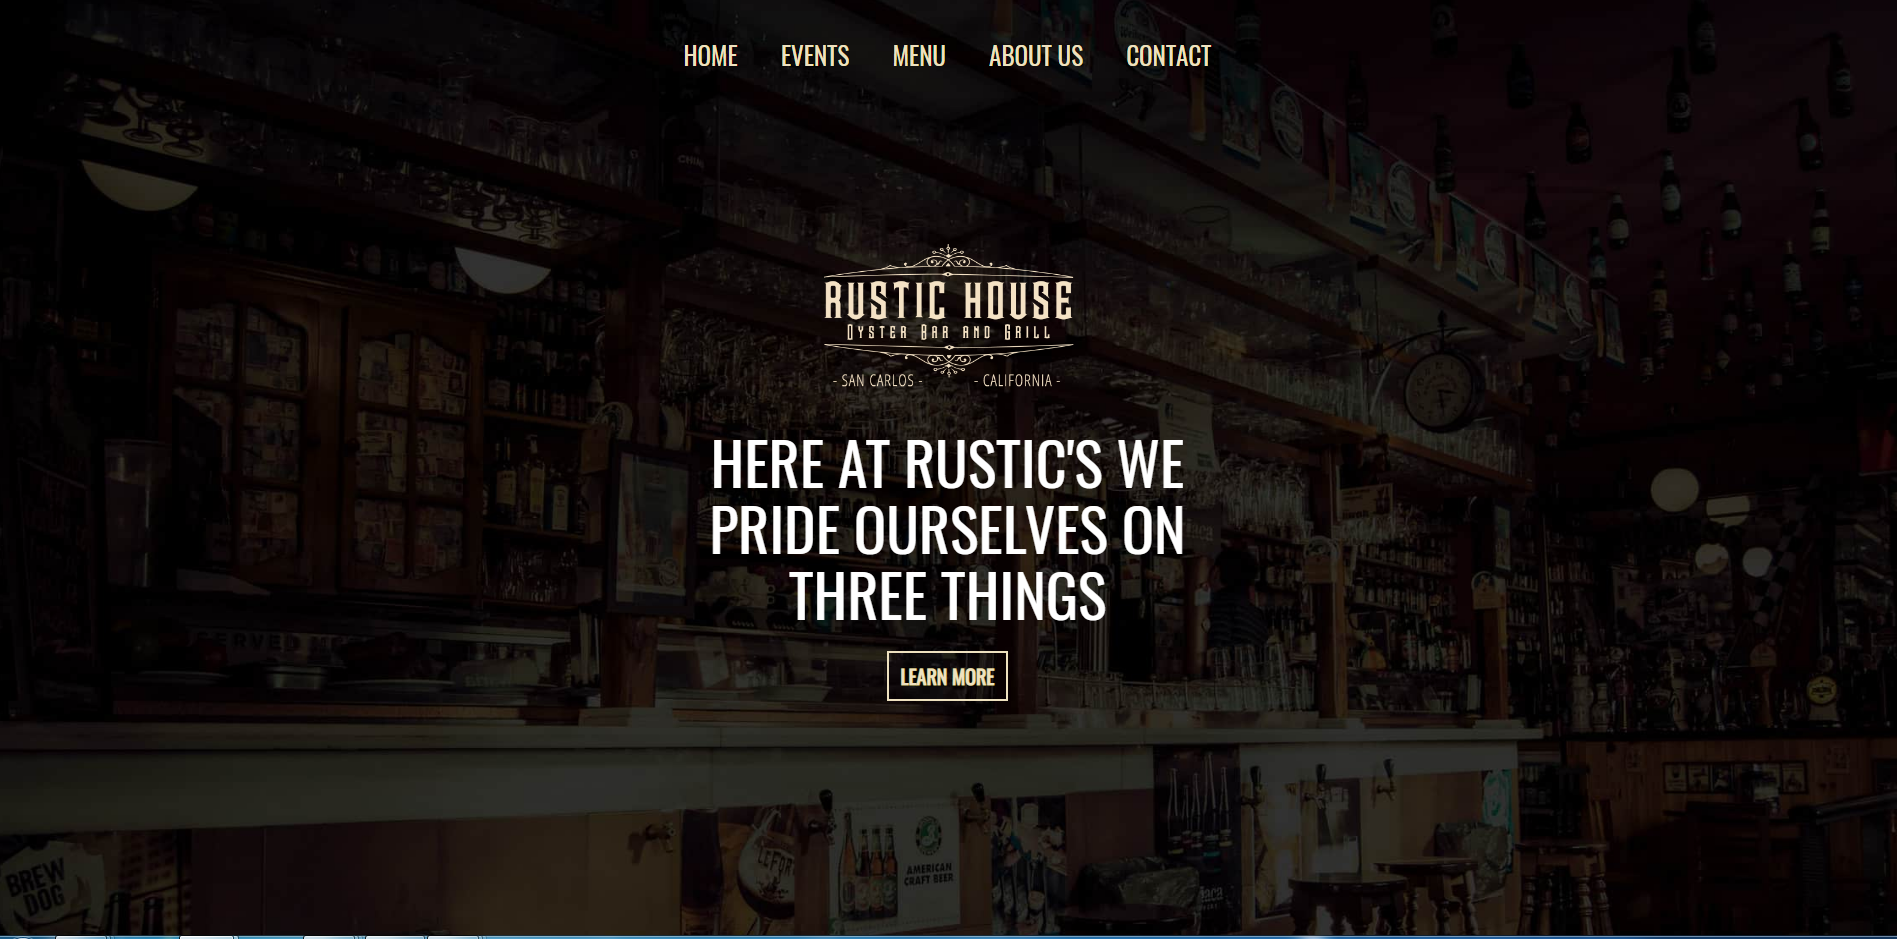 HOME EVENTS MENU ABOUT US CONTACT
RUSTIC HOUSE
OYSTER BAR AND GRILL
- SAN CARLOS - - CALIFORNIA -
HERE AT RUSTIC'S WE
PRIDE OURSELVES ON
THREE THINGS
LEARN MORE
SERVED
BREW
DOG
AMERICAN
CRAFT BEER